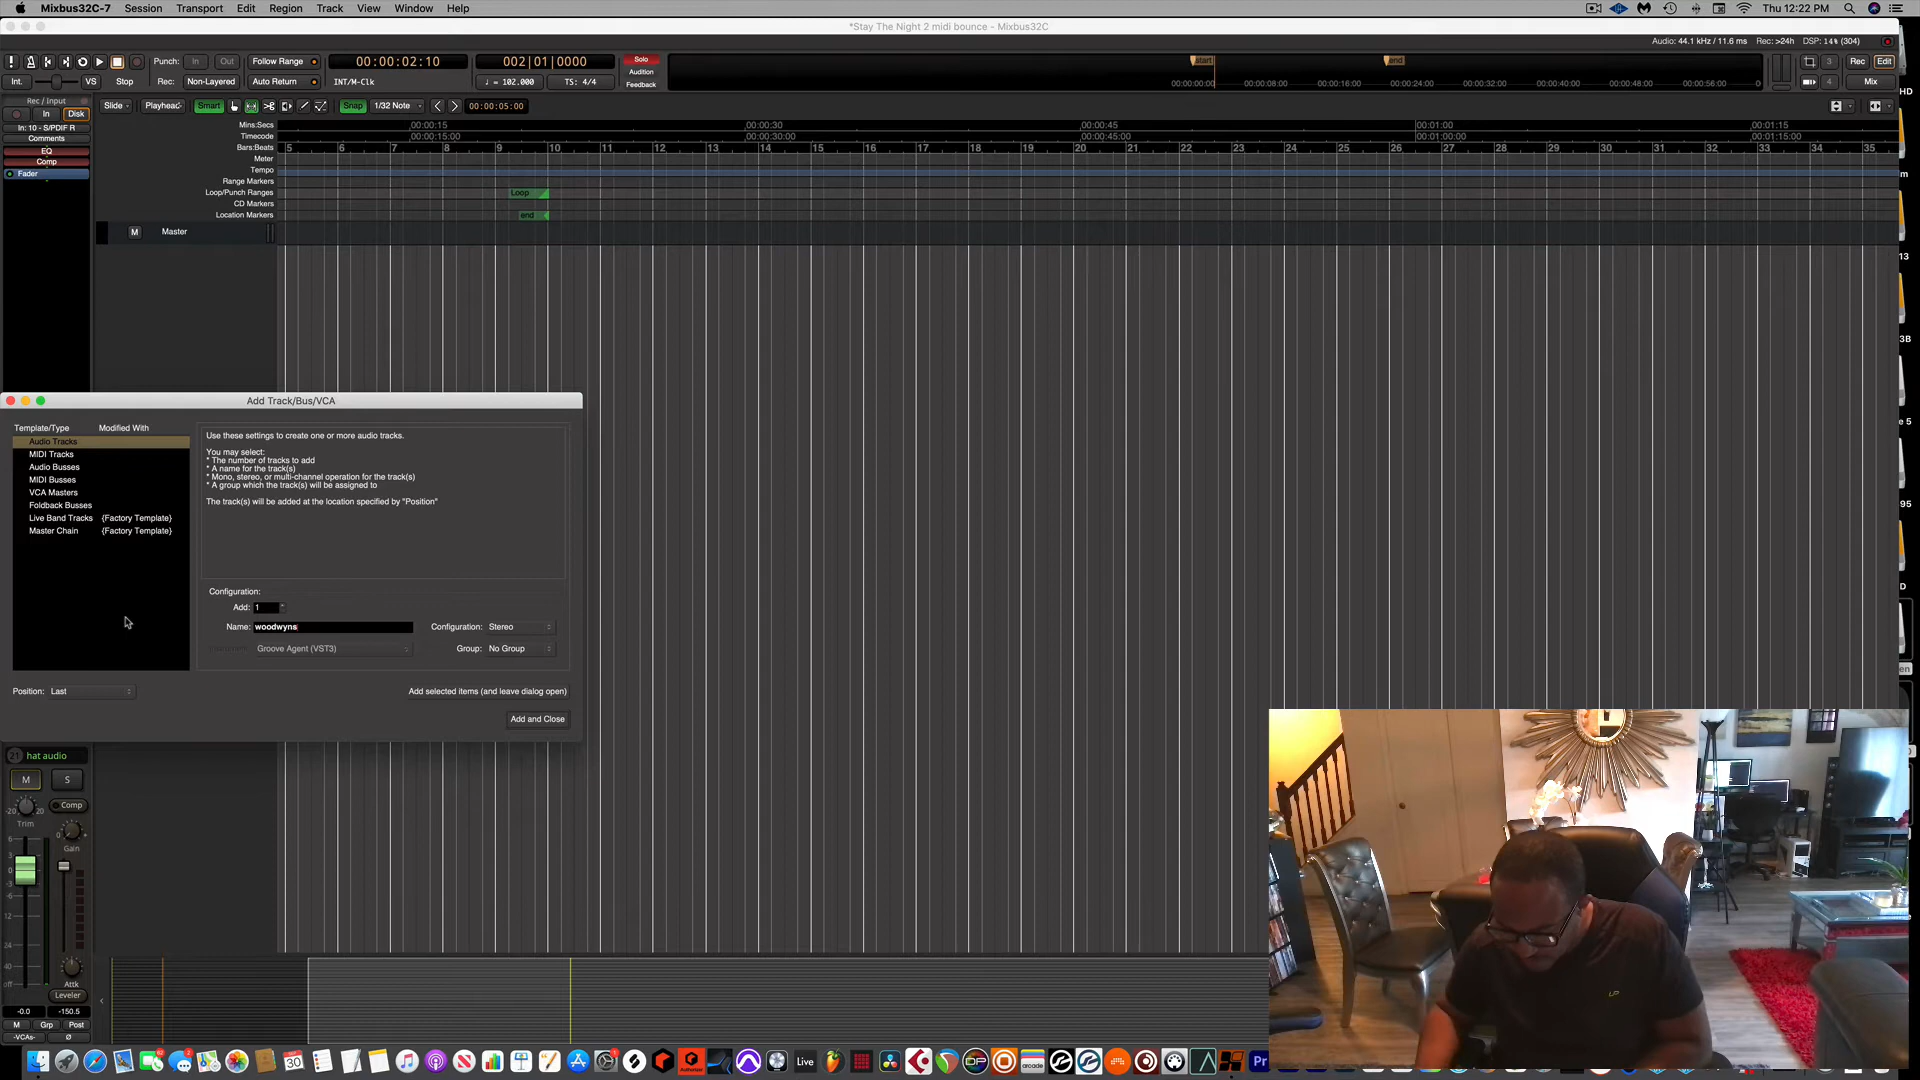 Mixbus32C-7 Session Transport Edit Region Track View Window Help
Thu 12:22 PM
*Stay The Night 2 midi bounce - Mixbus32C
Audio: 44.1 kHz / 11.6 ms Rec: >24h DSP: 14% (304)
Punch: In Out Follow Range 00:00:02:10 002|01|0000 Solo
Audition
Feedback
start end
3 Rec Edit
Int. VS Stop Rec: Non-Layered Auto Return INT/M-Clk ♩ = 102.000 TS: 4/4
00:00:00:00 00:00:08:00 00:00:16:00 00:00:24:00 00:00:32:00 00:00:40:00 00:00:48:00 00:00:56:00
4 Mix
Rec / Input
Slide Playhead Smart Snap 1/32 Note 00:00:05:00
In Disk
In: 10 - S/PDIF R
Comments
EQ
Comp
Fader
Mins:Secs 00:00:15 00:00:30 00:00:45 00:01:00 00:01:15
Timecode 00:00:15:00 00:00:30:00 00:00:45:00 00:01:00:00 00:01:15:00
Bars:Beats 5 6 7 8 9 10 11 12 13 14 15 16 17 18 19 20 21 22 23 24 25 26 27 28 29 30 31 32 33 34 35
Meter
Tempo
Range Markers
Loop/Punch Ranges Loop
CD Markers
Location Markers end
M Master
Add Track/Bus/VCA
Template/Type Modified With
Audio Tracks
MIDI Tracks
Audio Busses
MIDI Busses
VCA Masters
Foldback Busses
Live Band Tracks {Factory Template}
Master Chain {Factory Template}
Use these settings to create one or more audio tracks.
You may select:
* The number of tracks to add
* A name for the track(s)
* Mono, stereo, or multi-channel operation for the track(s)
* A group which the track(s) will be assigned to
The track(s) will be added at the location specified by "Position"
Configuration:
Add: 1
Name: woodwyns Configuration: Stereo
Instrument: Groove Agent (VST3) Group: No Group
Position: Last Add selected items (and leave dialog open)
Add and Close
21 hat audio
M S
-20 20 Comp
Trim
Gain
Attk
Leveler
-0.0 -150.5
M Grp Post
-VCAs- Ø
30
Live
DP
arcade
Pr
HD
13
3B
95
LP